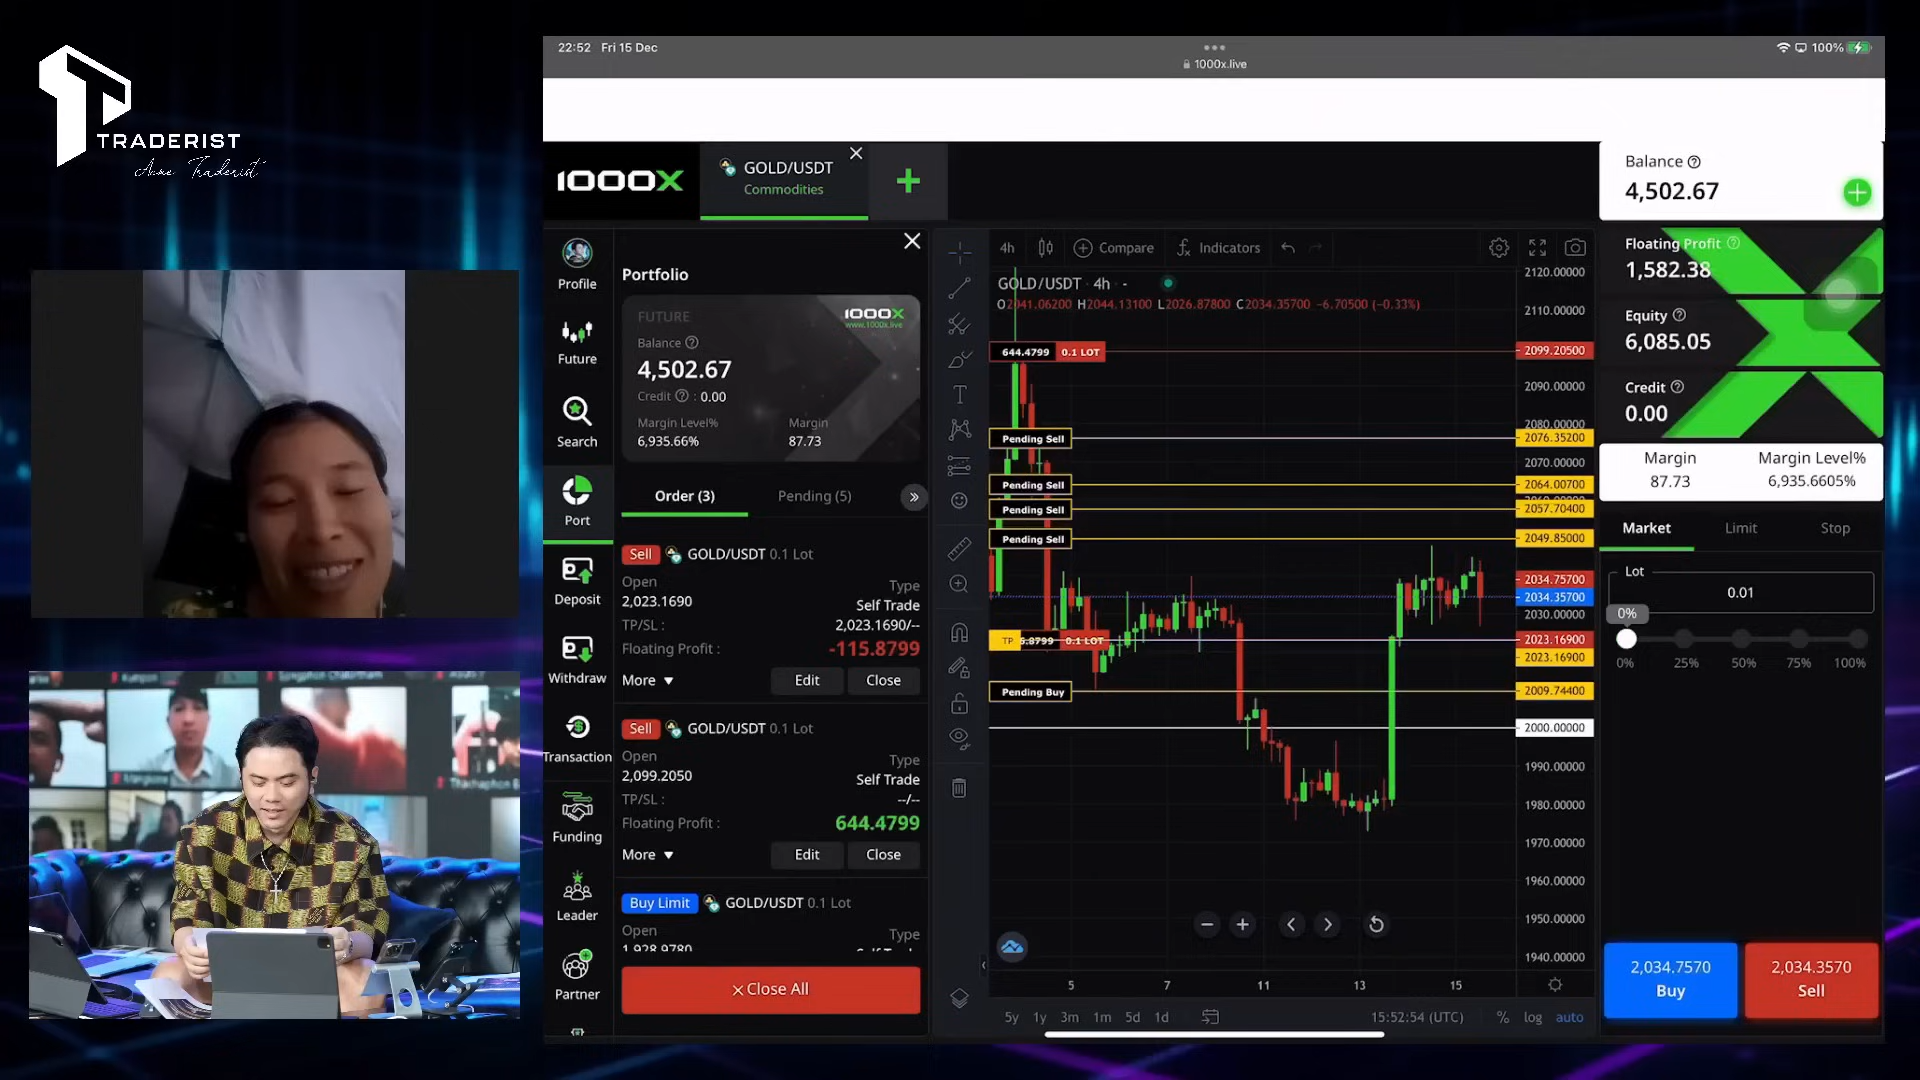 TRADERIST
Acme Traderist
22:52 Fri 15 Dec
1000x.live
100%
1000X
GOLD/USDT
Commodities
Balance
4,502.67
Floating Profit
1,582.38
Equity
6,085.05
Credit
0.00
Margin
87.73
Margin Level%
6,935.6605%
Market
Limit
Stop
Lot
0.01
0%
0%
25%
50%
75%
100%
2,034.7570
Buy
2,034.3570
Sell
Profile
Future
Search
Port
Deposit
Withdraw
Transaction
Funding
Leader
Partner
Portfolio
FUTURE
1000X
www.1000x.live
Balance
4,502.67
Credit : 0.00
Margin Level%
6,935.66%
Margin
87.73
Order (3)
Pending (5)
Sell GOLD/USDT 0.1 Lot
Open
2,023.1690
Type
Self Trade
TP/SL :
2,023.1690/--
Floating Profit :
-115.8799
More
Edit
Close
Sell GOLD/USDT 0.1 Lot
Open
2,099.2050
Type
Self Trade
TP/SL :
--/--
Floating Profit :
644.4799
More
Edit
Close
Buy Limit GOLD/USDT 0.1 Lot
Open
Type
1,928.9780
Close All
4h
Compare
Indicators
GOLD/USDT · 4h · -
O2041.06200 H2044.13100 L2026.87800 C2034.35700 -6.70500 (-0.33%)
644.4799 0.1 LOT
Pending Sell
Pending Sell
Pending Sell
Pending Sell
TP 5.8799 0.1 LOT
Pending Buy
2120.00000
2110.00000
2099.20500
2090.00000
2080.00000
2076.35200
2070.00000
2064.00700
2057.70400
2049.85000
2034.75700
2034.35700
2030.00000
2023.16900
2023.16900
2009.74400
2000.00000
1990.00000
1980.00000
1970.00000
1960.00000
1950.00000
1940.00000
5
7
11
13
15
5y
1y
3m
1m
5d
1d
15:52:54 (UTC)
%
log
auto